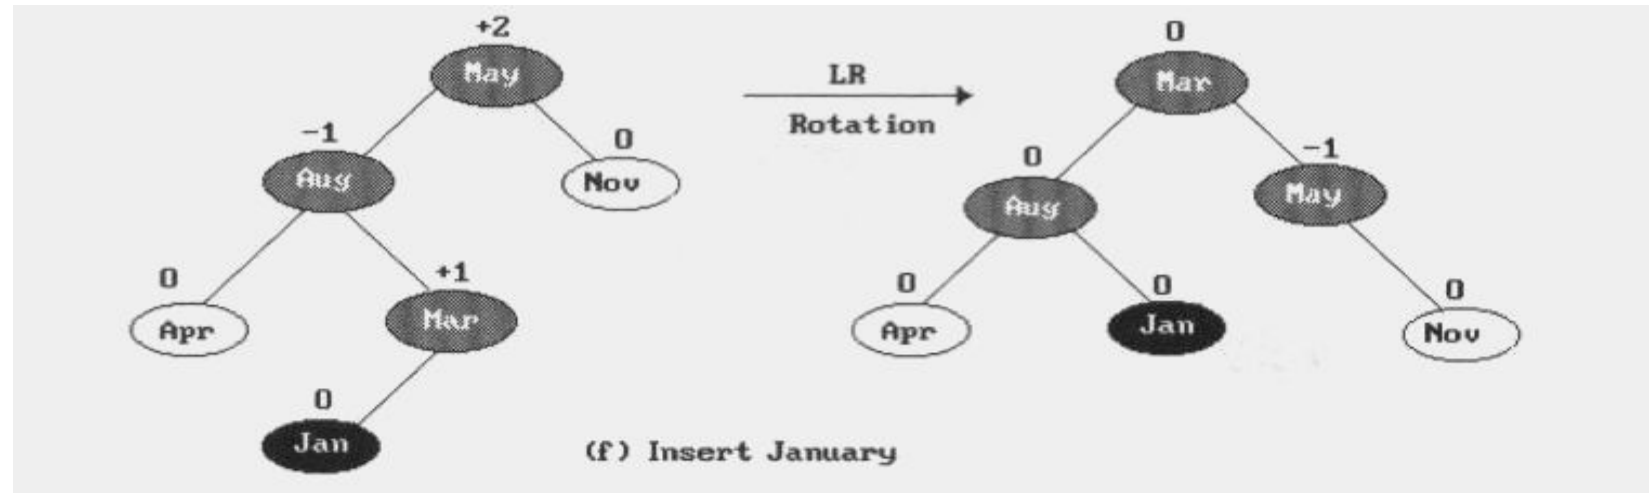 +2
May
-1
Aug
0
Nov
0
Apr
+1
Mar
0
Jan
LR
Rotation
0
Mar
0
Aug
-1
May
0
Apr
0
Jan
0
Nov
(f) Insert January